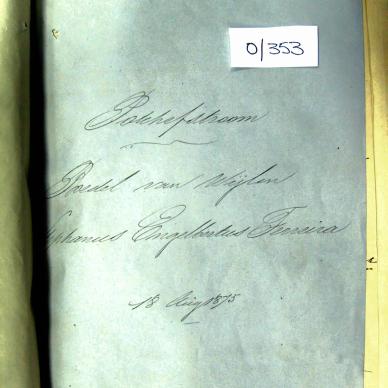 0/353
Potchefstroom
Boedel van Wijlen
Stephanus Engelbertus Ferreira
18 Aug 1875